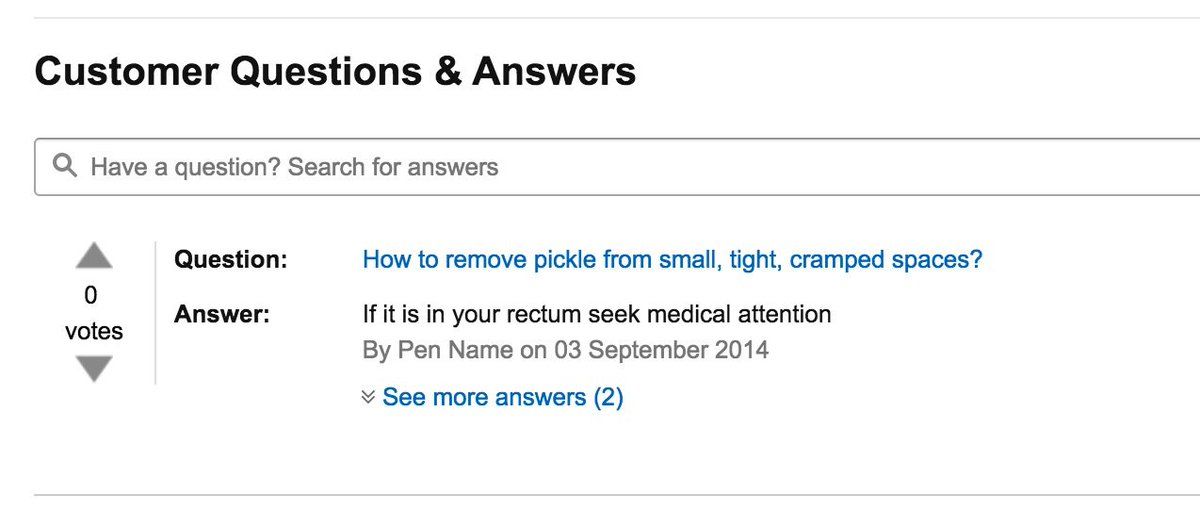 Customer Questions & Answers
Have a question? Search for answers
Question: How to remove pickle from small, tight, cramped spaces?
0
votes
Answer: If it is in your rectum seek medical attention
By Pen Name on 03 September 2014
See more answers (2)